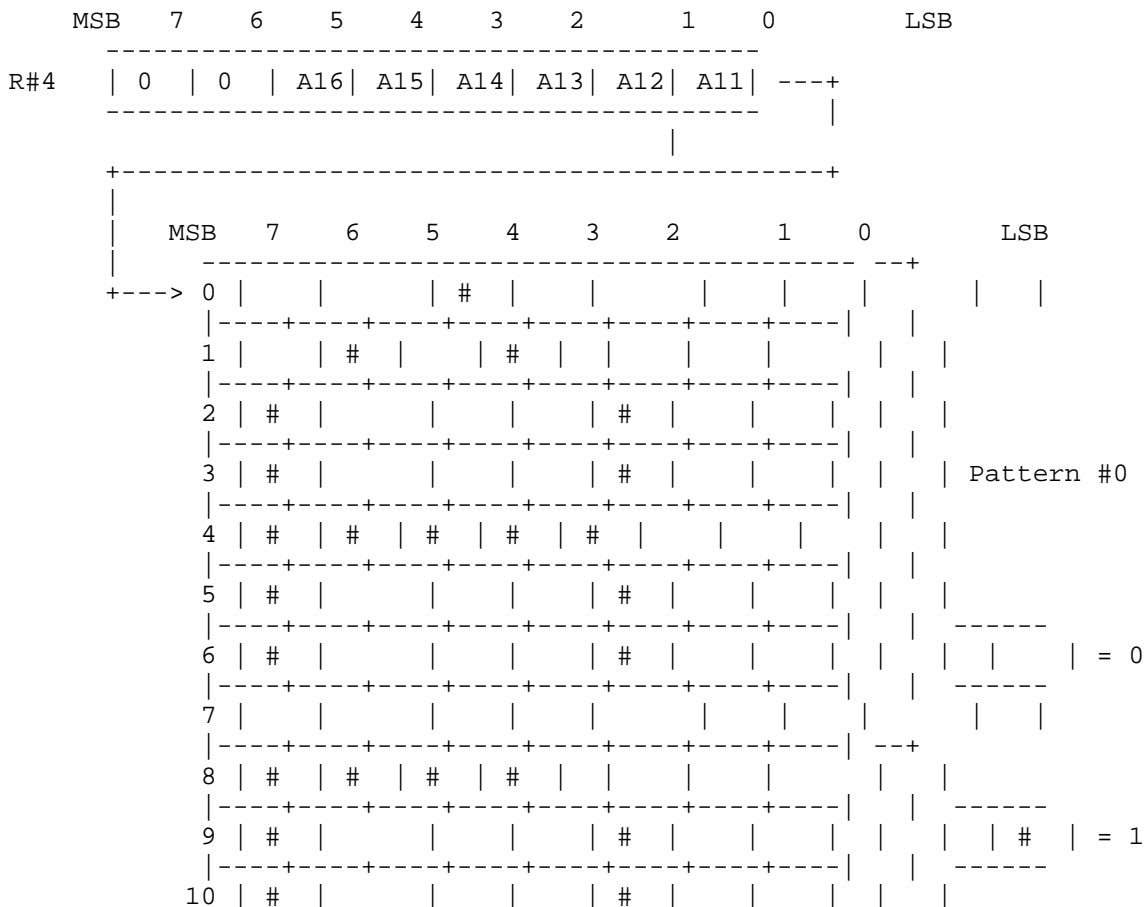 MSB 7 6 5 4 3 2 1 0 LSB
-----------------------------------------
R#4 | 0 | 0 | A16| A15| A14| A13| A12| A11| ---+
----------------------------------------- |
|
+--------------------------------------------+
|
| MSB 7 6 5 4 3 2 1 0 LSB
| ----------------------------------------- --+
+---> 0 | | | # | | | | | | |
|----+----+----+----+----+----+----+----| |
1 | | # | | # | | | | | |
|----+----+----+----+----+----+----+----| |
2 | # | | | | # | | | | |
|----+----+----+----+----+----+----+----| |
3 | # | | | | # | | | | | Pattern #0
|----+----+----+----+----+----+----+----| |
4 | # | # | # | # | # | | | | |
|----+----+----+----+----+----+----+----| |
5 | # | | | | # | | | | |
|----+----+----+----+----+----+----+----| | ------
6 | # | | | | # | | | | | | | = 0
|----+----+----+----+----+----+----+----| | ------
7 | | | | | | | | | |
|----+----+----+----+----+----+----+----| --+
8 | # | # | # | # | | | | | |
|----+----+----+----+----+----+----+----| | ------
9 | # | | | | # | | | | | | # | = 1
|----+----+----+----+----+----+----+----| | ------
10 | # | | | | # | | | | |